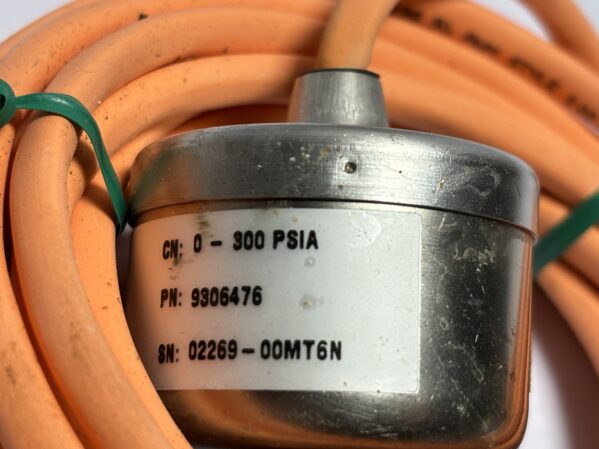 CN: 0 - 300 PSIA
PN: 9306476
SN: 02269-00MT6N